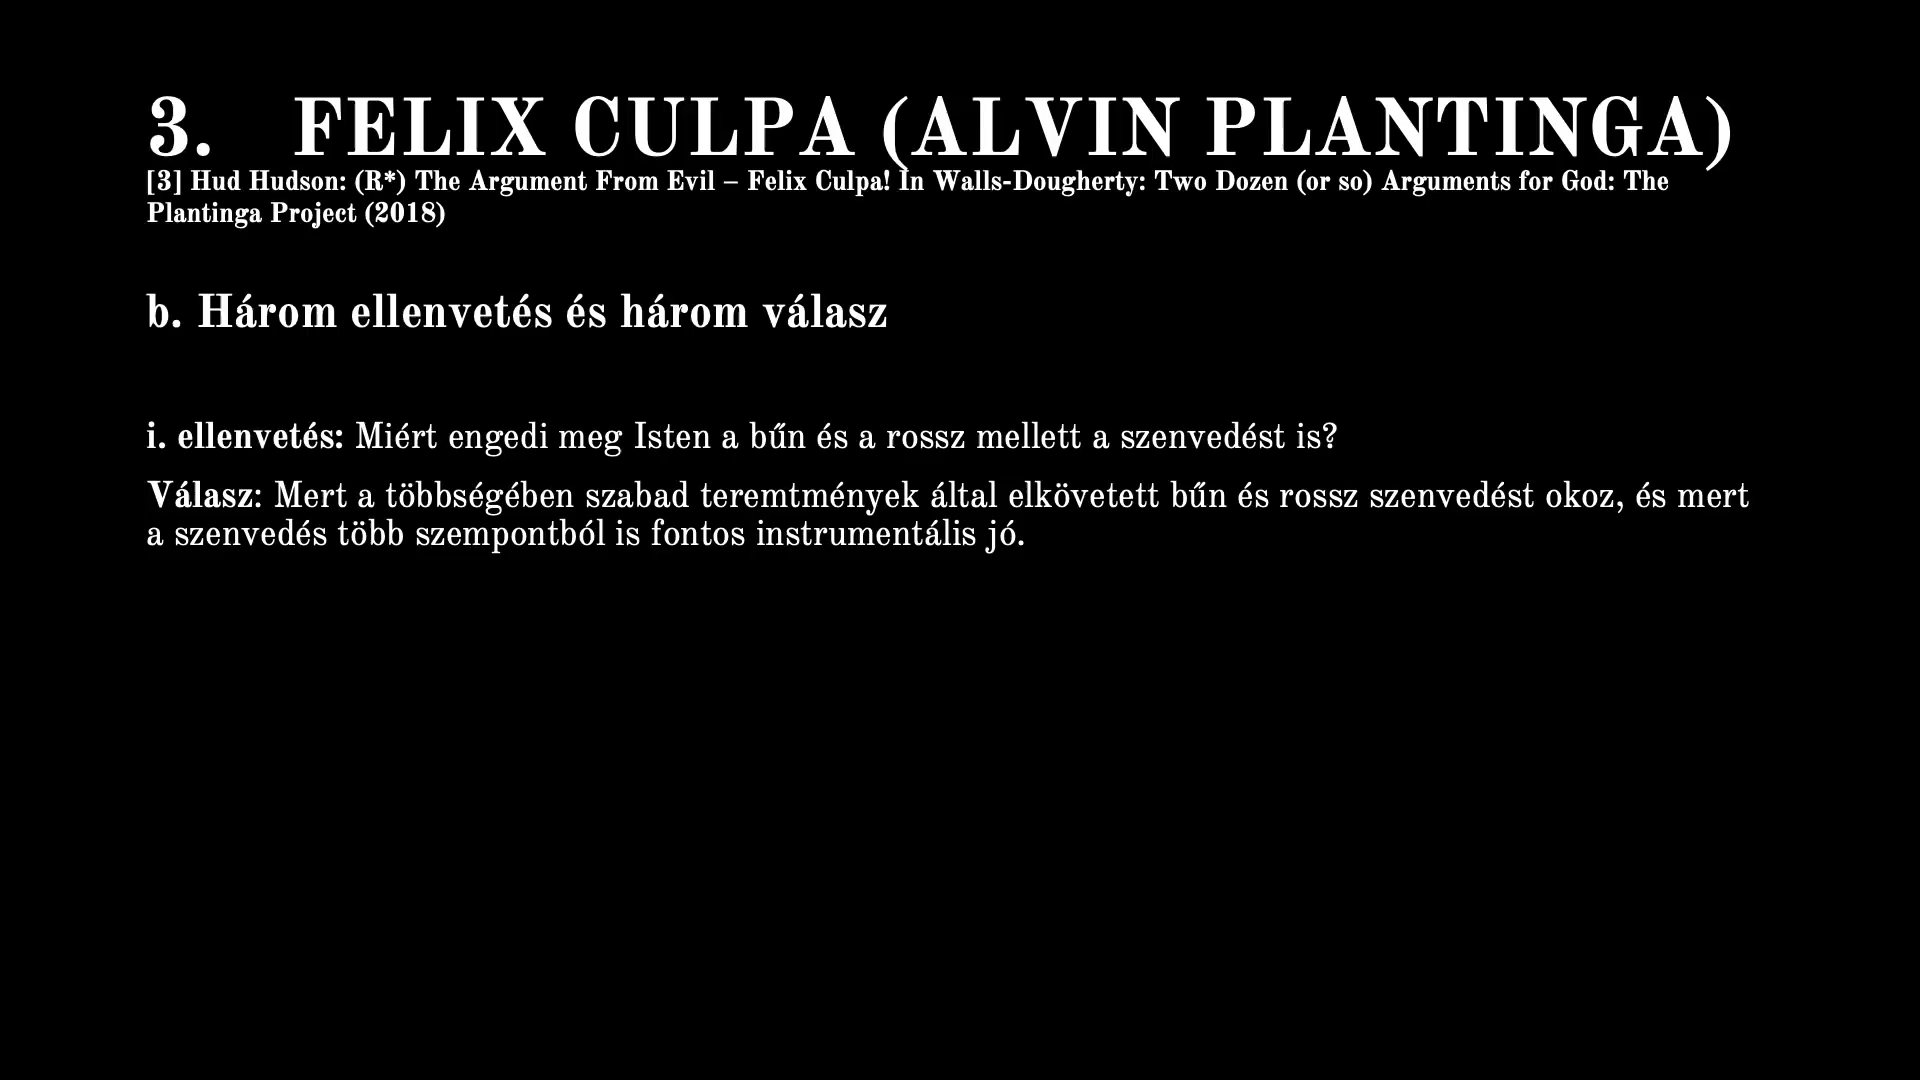 3. FELIX CULPA (ALVIN PLANTINGA)
[3] Hud Hudson: (R*) The Argument From Evil – Felix Culpa! In Walls-Dougherty: Two Dozen (or so) Arguments for God: The
Plantinga Project (2018)
b. Három ellenvetés és három válasz
i. ellenvetés: Miért engedi meg Isten a bűn és a rossz mellett a szenvedést is?
Válasz: Mert a többségében szabad teremtmények által elkövetett bűn és rossz szenvedést okoz, és mert
a szenvedés több szempontból is fontos instrumentális jó.